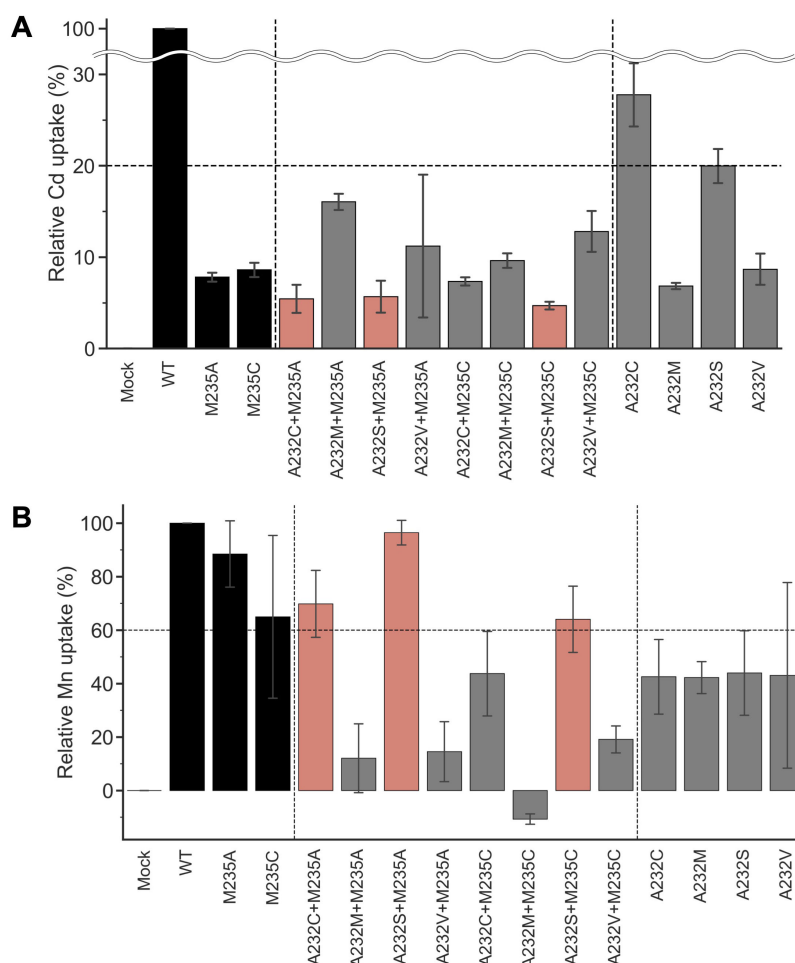 A
Relative Cd uptake (%)
100
30
20
10
0
Mock
WT
M235A
M235C
A232C+M235A
A232M+M235A
A232S+M235A
A232V+M235A
A232C+M235C
A232M+M235C
A232S+M235C
A232V+M235C
A232C
A232M
A232S
A232V
B
Relative Mn uptake (%)
100
80
60
40
20
0
Mock
WT
M235A
M235C
A232C+M235A
A232M+M235A
A232S+M235A
A232V+M235A
A232C+M235C
A232M+M235C
A232S+M235C
A232V+M235C
A232C
A232M
A232S
A232V